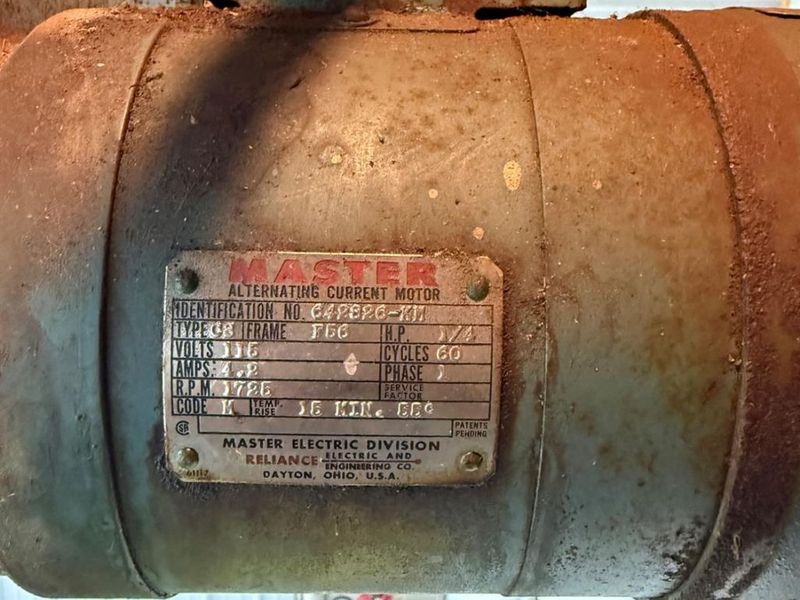 MASTER
ALTERNATING CURRENT MOTOR
IDENTIFICATION NO. 642826-KM
TYPE FRAME F56 H.P. 1/4
VOLTS 115 CYCLES 60
AMPS. 4.2 PHASE 1
R.P.M. 1725 SERVICE FACTOR
CODE TEMP. RISE 15 MIN. 55°
SA PATENTS PENDING
MASTER ELECTRIC DIVISION
RELIANCE ELECTRIC AND ENGINEERING CO.
DAYTON, OHIO, U.S.A.